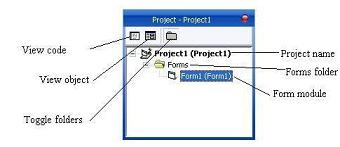 Project - Project1
View code
Project1 (Project1)
Project name
View object
Forms
Forms folder
Form1 (Form1)
Form module
Toggle folders